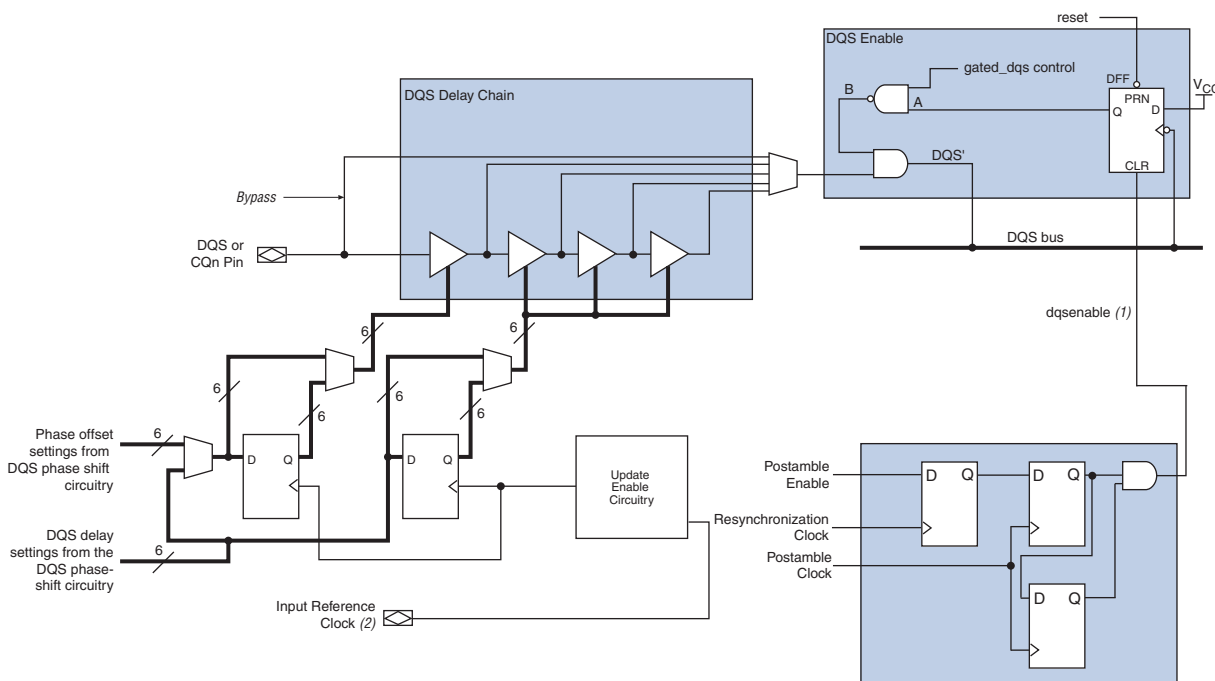 reset
DQS Enable
gated_dqs control
B
A
DFF
PRN
Q
D
CLR
V
DQS'
DQS bus
dqsenable (1)
DQS Delay Chain
Bypass
DQS or
CQn Pin
6
6
6
6
6
6
Phase offset
settings from
DQS phase shift
circuitry
6
D
Q
D
Q
Update
Enable
Circuitry
DQS delay
settings from the
DQS phase-
shift circuitry
6
Input Reference
Clock (2)
Postamble
Enable
Resynchronization
Clock
Postamble
Clock
D
Q
D
Q
D
Q